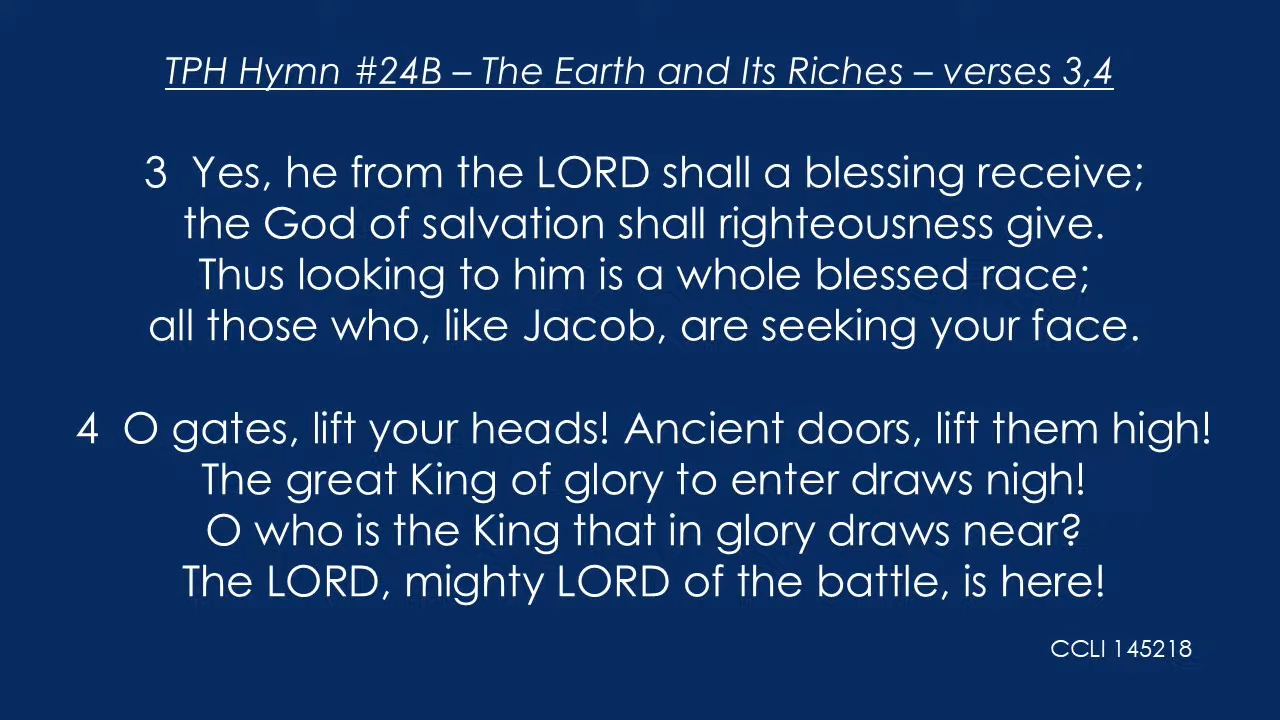 TPH Hymn #24B – The Earth and Its Riches – verses 3,4
3 Yes, he from the LORD shall a blessing receive;
the God of salvation shall righteousness give.
Thus looking to him is a whole blessed race;
all those who, like Jacob, are seeking your face.
4 O gates, lift your heads! Ancient doors, lift them high!
The great King of glory to enter draws nigh!
O who is the King that in glory draws near?
The LORD, mighty LORD of the battle, is here!
CCLI 145218